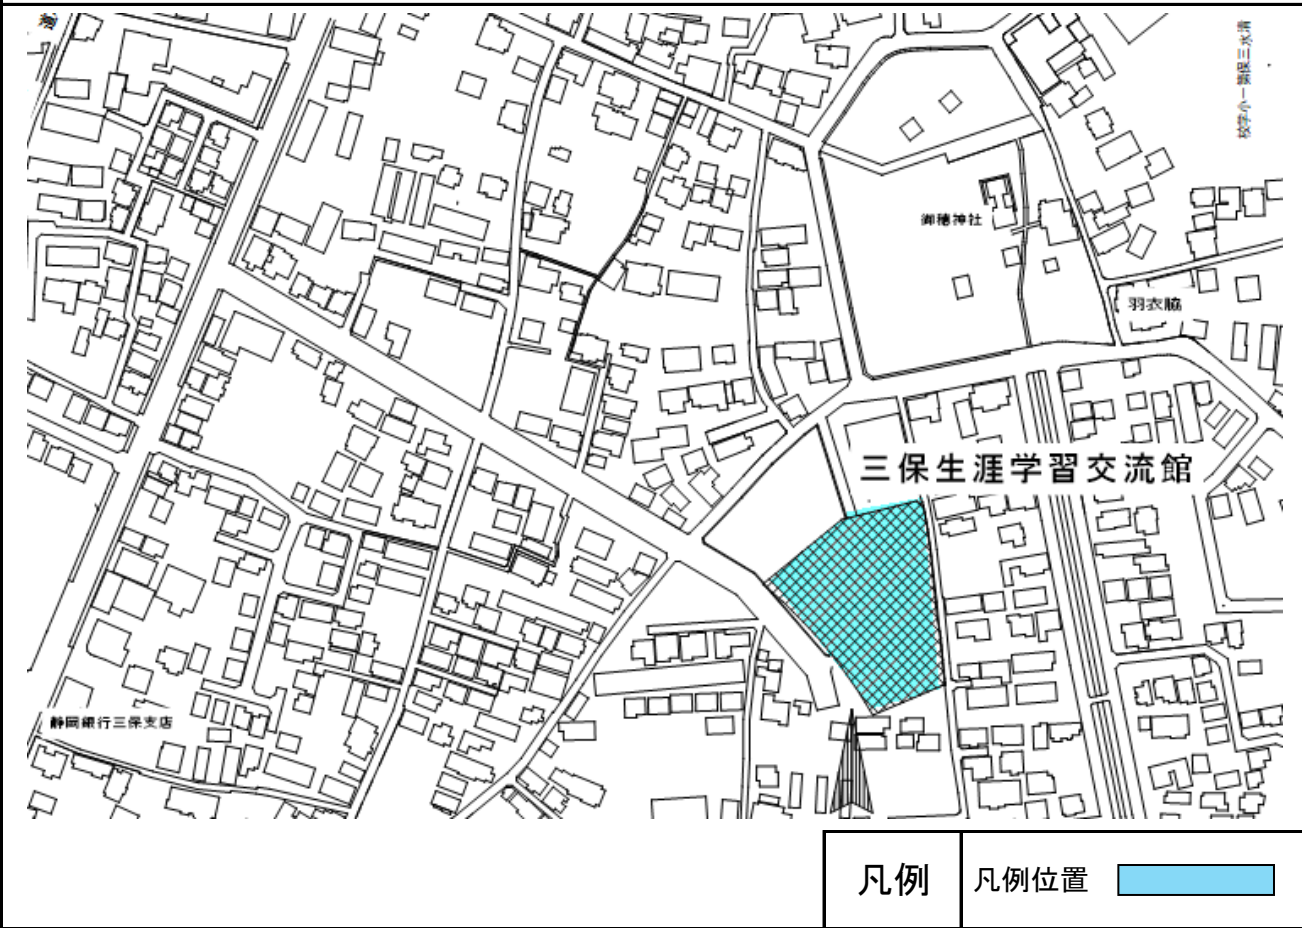 御穂神社
羽衣脇
三保生涯学習交流館
静岡銀行三保支店
凡例
凡例位置